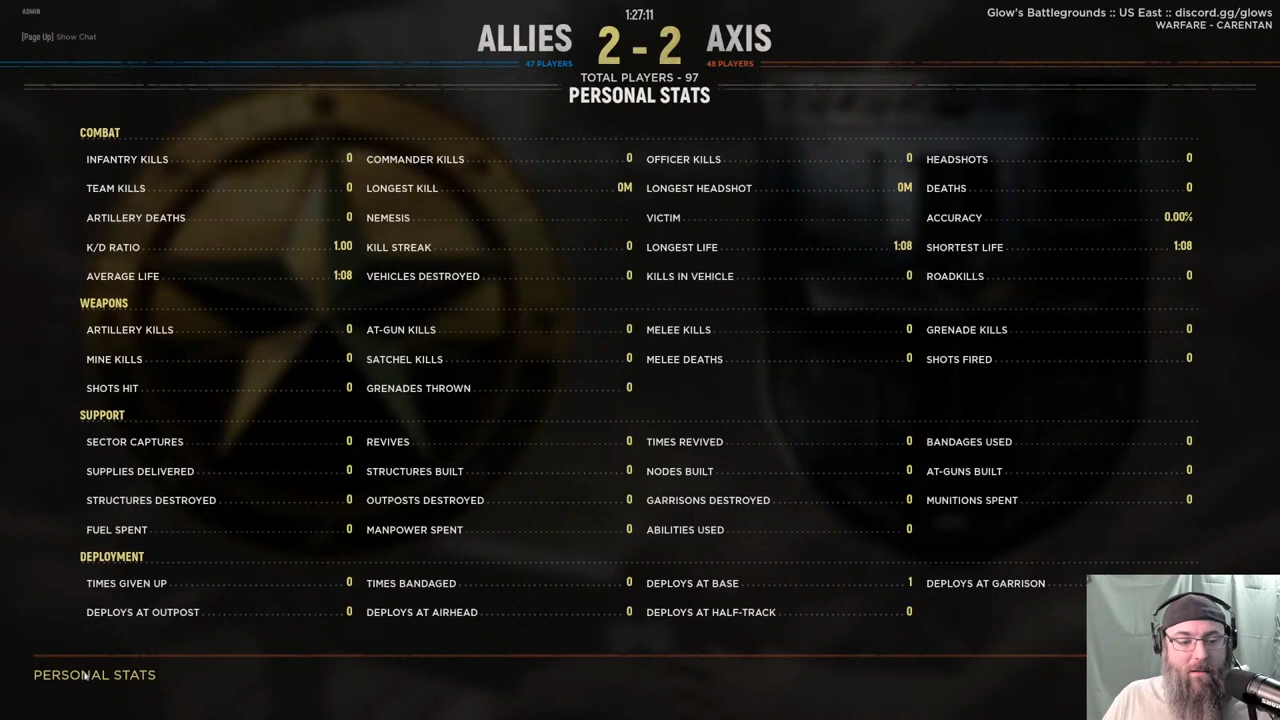 ADMIN
[Page Up] Show Chat
1:27:11
ALLIES 2 - 2 AXIS
47 PLAYERS 48 PLAYERS
TOTAL PLAYERS - 97
Glow's Battlegrounds :: US East :: discord.gg/glows
WARFARE - CARENTAN
PERSONAL STATS
COMBAT
INFANTRY KILLS 0 COMMANDER KILLS 0 OFFICER KILLS 0 HEADSHOTS 0
TEAM KILLS 0 LONGEST KILL 0M LONGEST HEADSHOT 0M DEATHS 0
ARTILLERY DEATHS 0 NEMESIS VICTIM ACCURACY 0.00%
K/D RATIO 1.00 KILL STREAK 0 LONGEST LIFE 1:08 SHORTEST LIFE 1:08
AVERAGE LIFE 1:08 VEHICLES DESTROYED 0 KILLS IN VEHICLE 0 ROADKILLS 0
WEAPONS
ARTILLERY KILLS 0 AT-GUN KILLS 0 MELEE KILLS 0 GRENADE KILLS 0
MINE KILLS 0 SATCHEL KILLS 0 MELEE DEATHS 0 SHOTS FIRED 0
SHOTS HIT 0 GRENADES THROWN 0
SUPPORT
SECTOR CAPTURES 0 REVIVES 0 TIMES REVIVED 0 BANDAGES USED 0
SUPPLIES DELIVERED 0 STRUCTURES BUILT 0 NODES BUILT 0 AT-GUNS BUILT 0
STRUCTURES DESTROYED 0 OUTPOSTS DESTROYED 0 GARRISONS DESTROYED 0 MUNITIONS SPENT 0
FUEL SPENT 0 MANPOWER SPENT 0 ABILITIES USED 0
DEPLOYMENT
TIMES GIVEN UP 0 TIMES BANDAGED 0 DEPLOYS AT BASE 1 DEPLOYS AT GARRISON
DEPLOYS AT OUTPOST 0 DEPLOYS AT AIRHEAD 0 DEPLOYS AT HALF-TRACK 0
PERSONAL STATS